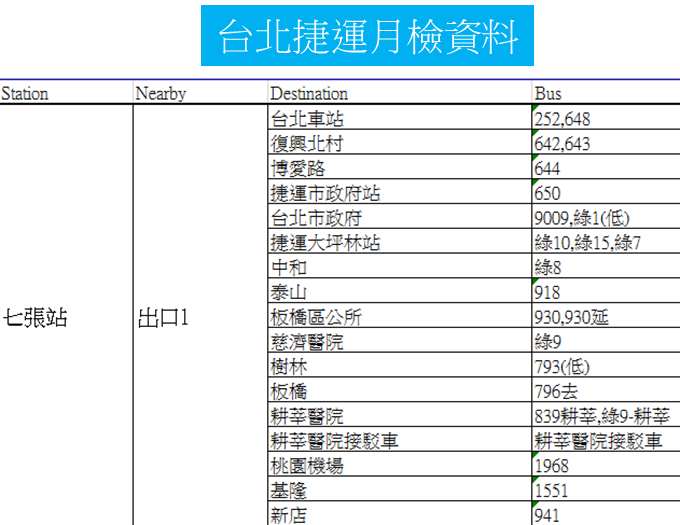 台北捷運月檢資料
Station Nearby Destination Bus
台北車站 252,648
復興北村 642,643
博愛路 644
捷運市政府站 650
台北市政府 9009,綠1(低)
捷運大坪林站 綠10,綠15,綠7
中和 綠8
泰山 918
七張站 出口1 板橋區公所 930,930延
慈濟醫院 綠9
樹林 793(低)
板橋 796去
耕莘醫院 839耕莘,綠9-耕莘
耕莘醫院接駁車 耕莘醫院接駁車
桃園機場 1968
基隆 1551
新店 941